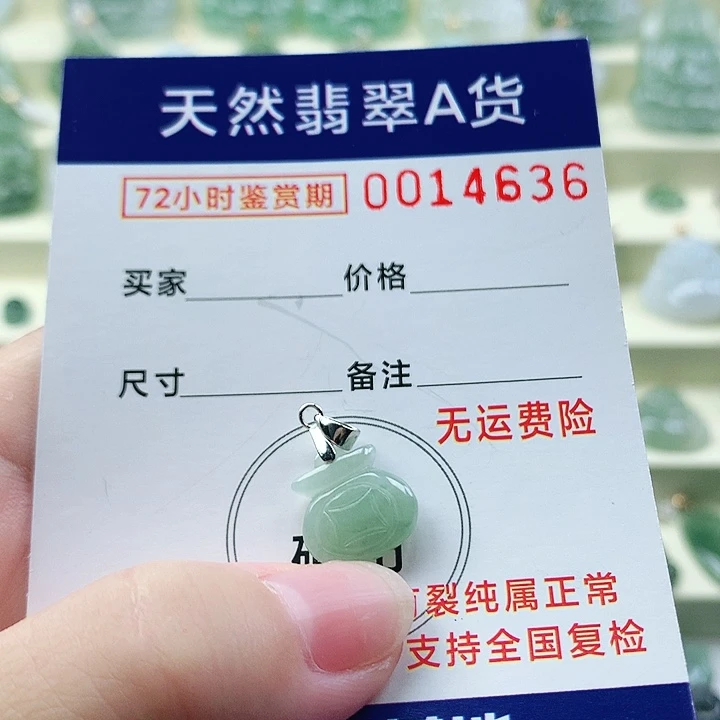 天然翡翠A货
72小时鉴赏期 0014636
买家 价格
尺寸 备注
无运费险
裂纯属正常
支持全国复检